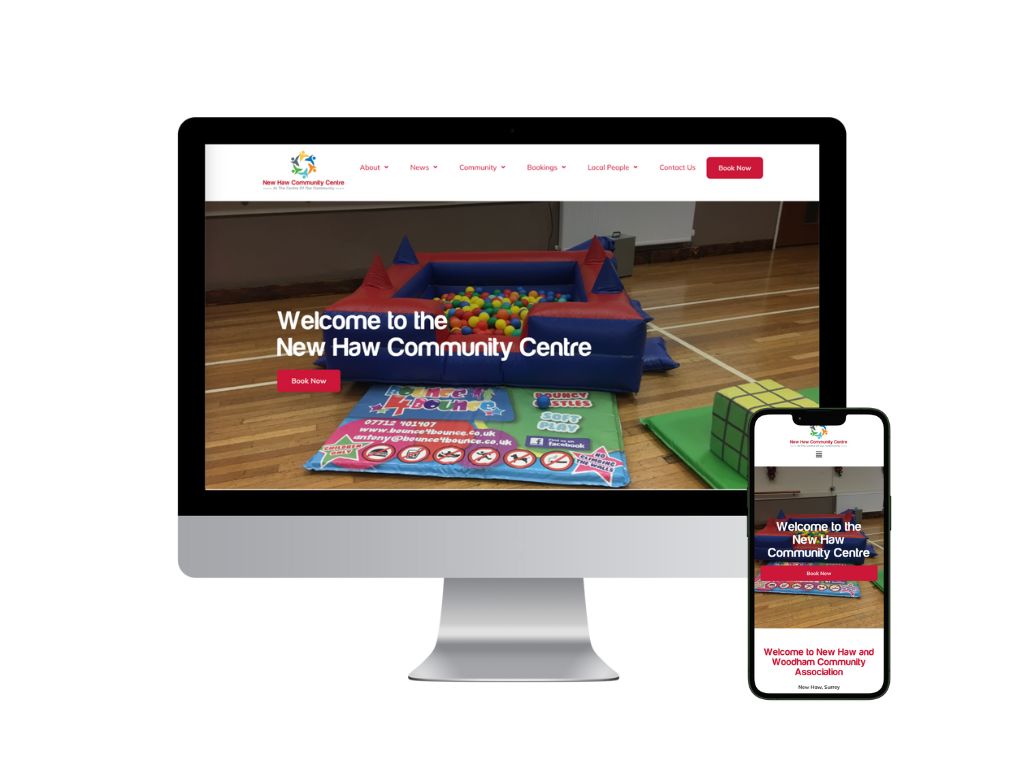 New Haw Community Centre
At The Centre Of The Community
About News Community Bookings Local People Contact Us Book Now
Welcome to the
New Haw Community Centre
Book Now
BOUNCE
4BOUNCE
BOUNCY
CASTLES
SOFT
PLAY
07712 401407
www.bounce4bounce.co.uk
antony@bounce4bounce.co.uk
Find us on
facebook
CHILDREN
ONLY
NO
CLIMBING
THE WALLS
New Haw Community Centre
Welcome to the
New Haw
Community Centre
Book Now
Welcome to New Haw and
Woodham Community
Association
New Haw, Surrey